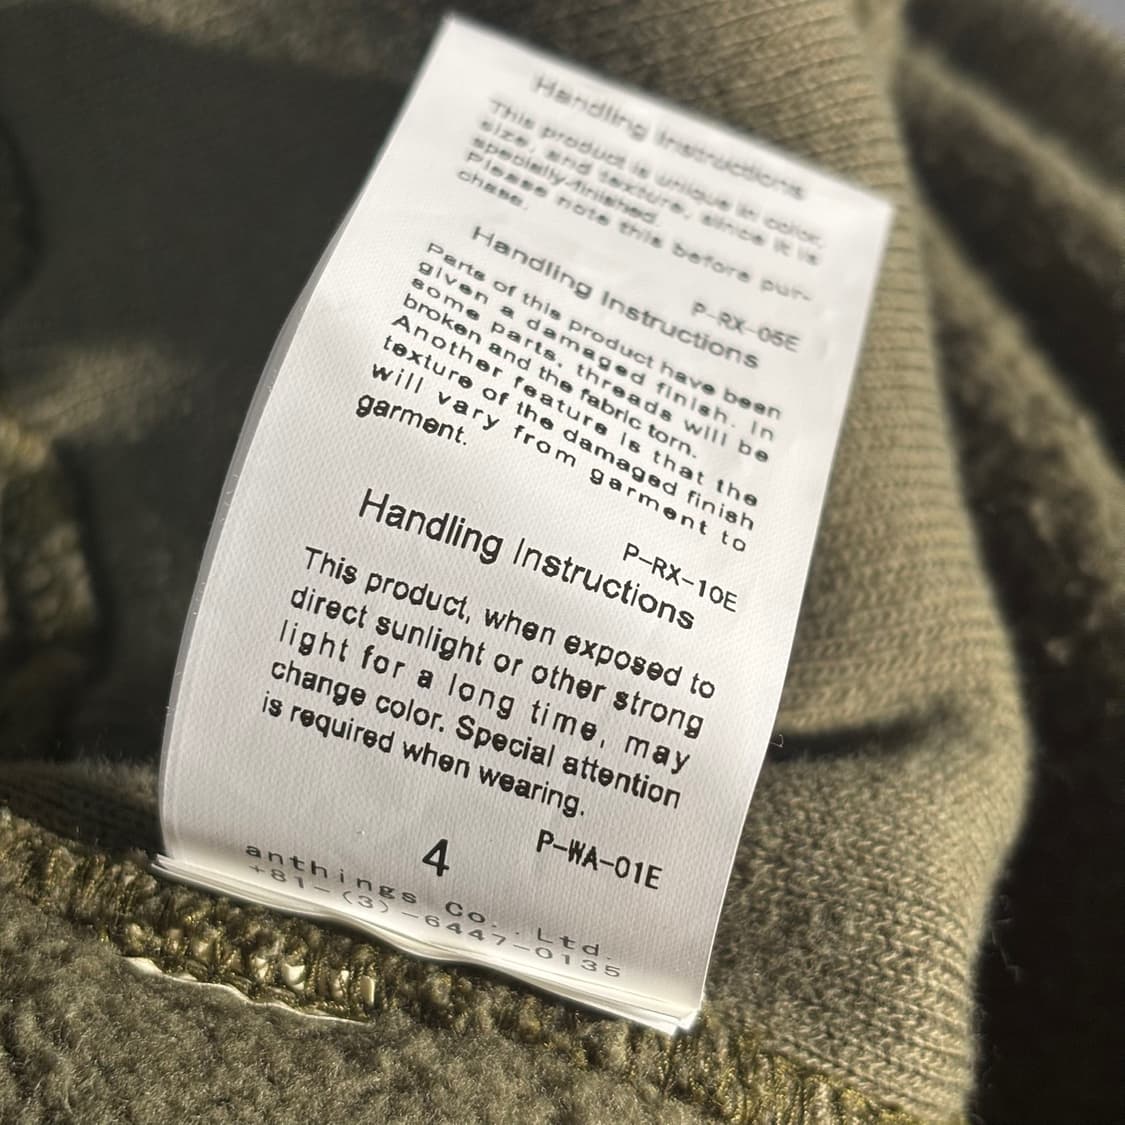 Handling Instructions
This product is unique in color,
size, and texture, since it is
specially-finished.
Please note this before pur-
chase.
P-RX-05E
Handling Instructions
Parts of this product have been
given a damaged finish. In
some parts, threads will be
broken and the fabric torn.
Another feature is that the
texture of the damaged finish
will vary from garment to
garment.
P-RX-10E
Handling Instructions
This product, when exposed to
direct sunlight or other strong
light for a long time, may
change color. Special attention
is required when wearing.
P-WA-01E
4
anthings Co., Ltd.
+81-(3)-6447-0135